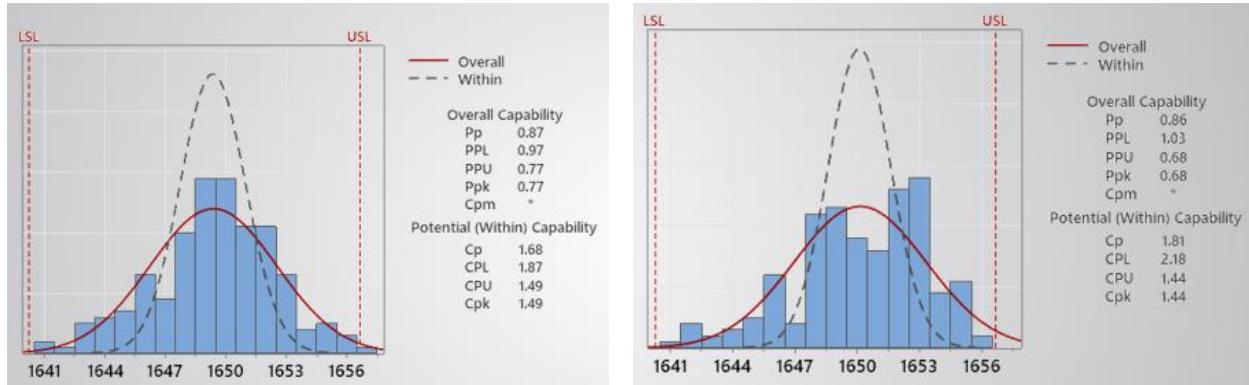 LSL USL
Overall
Within
Overall Capability
Pp 0.87
PPL 0.97
PPU 0.77
Ppk 0.77
Cpm *
Potential (Within) Capability
Cp 1.68
CPL 1.87
CPU 1.49
Cpk 1.49
1641 1644 1647 1650 1653 1656
LSL USL
Overall
Within
Overall Capability
Pp 0.86
PPL 1.03
PPU 0.68
Ppk 0.68
Cpm *
Potential (Within) Capability
Cp 1.81
CPL 2.18
CPU 1.44
Cpk 1.44
1641 1644 1647 1650 1653 1656